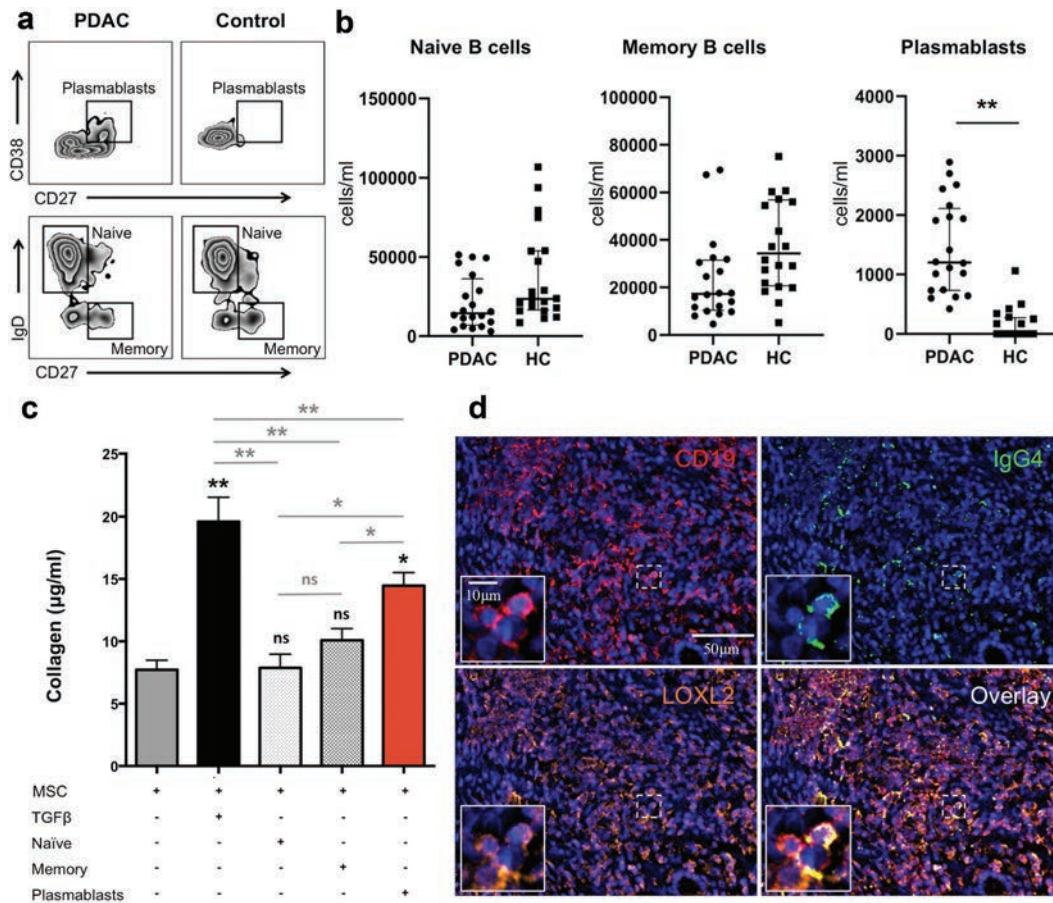 a
PDAC
Control
Plasmablasts
Plasmablasts
CD38
CD27
Naive
Naive
IgD
Memory
Memory
CD27
b
Naive B cells
Memory B cells
Plasmablasts
150000
100000
50000
0
cells/ml
PDAC
HC
100000
80000
60000
40000
20000
0
cells/ml
PDAC
HC
**
4000
3000
2000
1000
0
cells/ml
PDAC
HC
c
**
**
**
*
*
ns
**
ns
ns
*
25
20
15
10
5
0
Collagen (µg/ml)
MSC + + + + +
TGFβ - + - - -
Naïve - - + - -
Memory - - - + -
Plasmablasts - - - - +
d
CD19
IgG4
10µm
50µm
LOXL2
Overlay